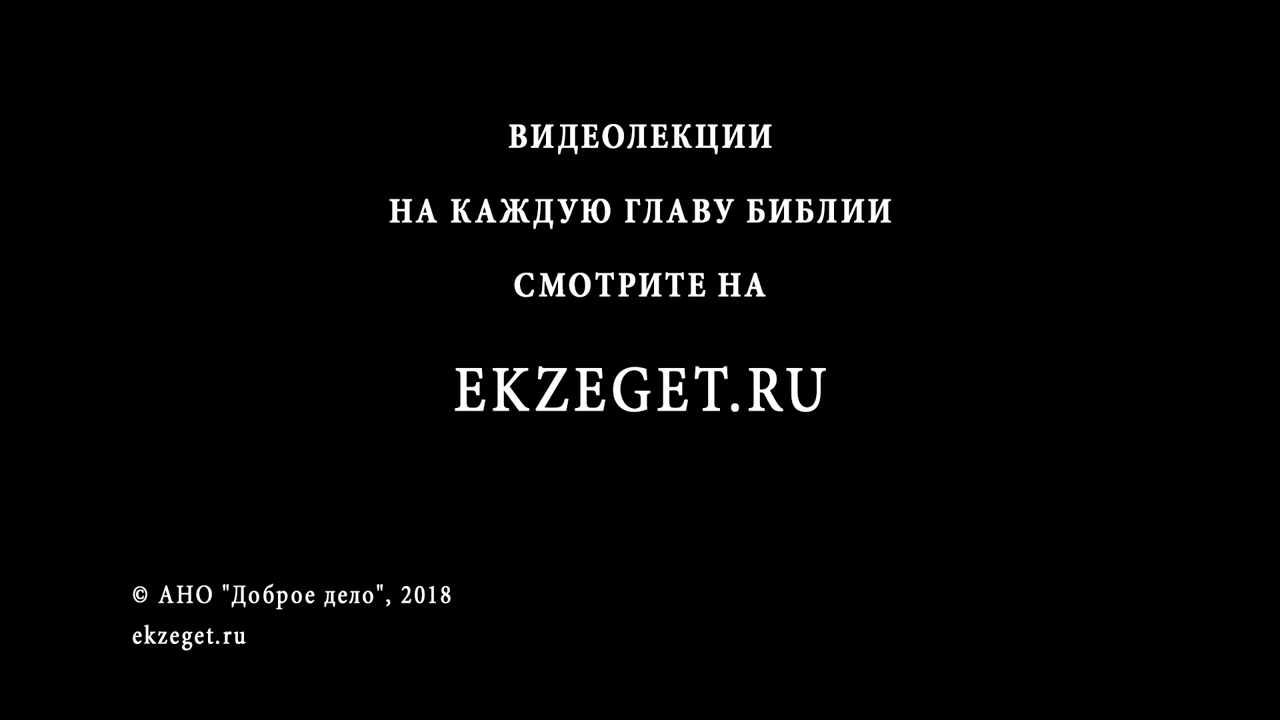 ВИДЕОЛЕКЦИИ
НА КАЖДУЮ ГЛАВУ БИБЛИИ
СМОТРИТЕ НА
EKZEGET.RU
© АНО "Доброе дело", 2018
ekzeget.ru